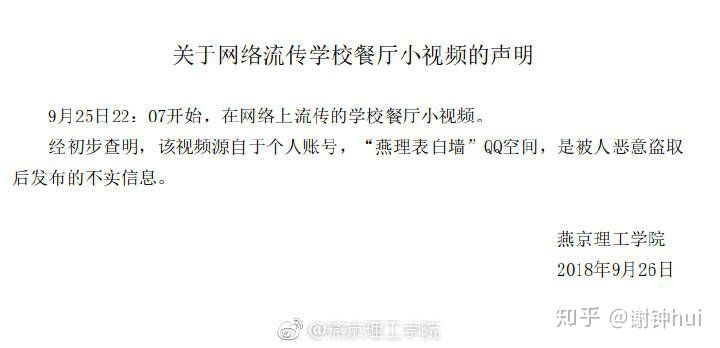 关于网络流传学校餐厅小视频的声明
9月25日22：07开始，在网络上流传的学校餐厅小视频。
经初步查明，该视频源自于个人账号，“燕理表白墙”QQ空间，是被人恶意盗取
后发布的不实信息。
燕京理工学院
2018年9月26日
@燕京理工学院
知乎 @谢钟hui